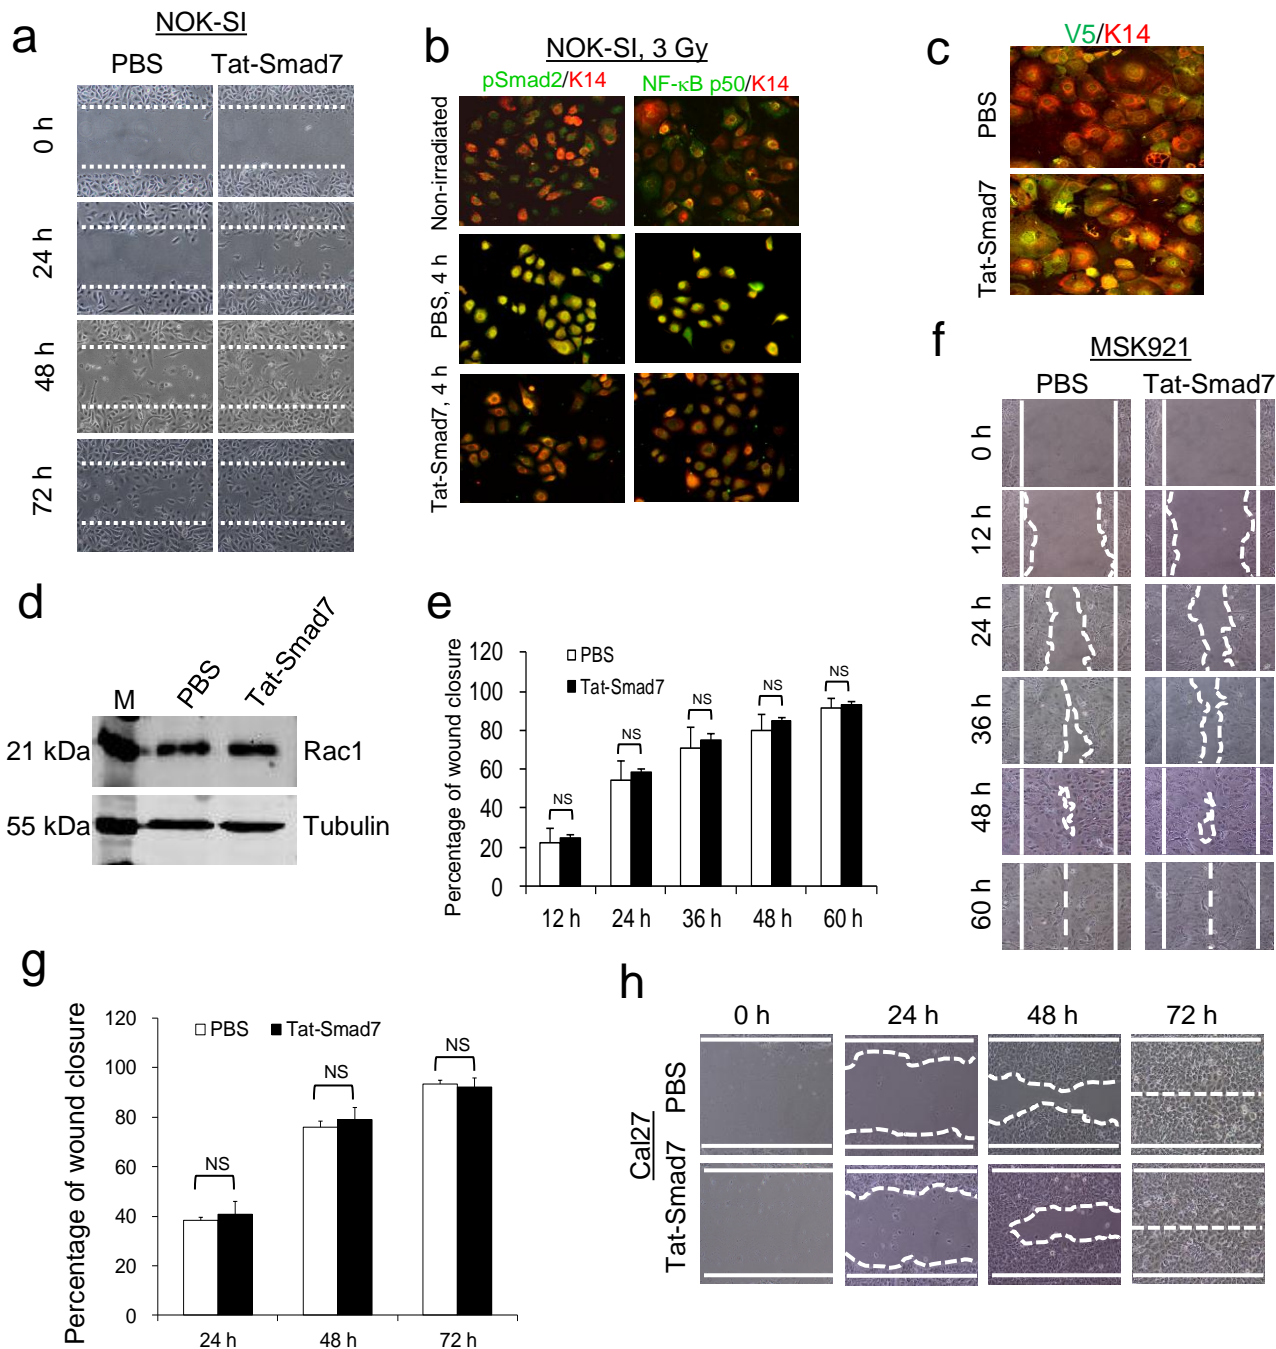 a
NOK-SI
PBS
Tat-Smad7
0 h
24 h
48 h
72 h
b
NOK-SI, 3 Gy
pSmad2/K14
NF-κB p50/K14
Non-irradiated
PBS, 4 h
Tat-Smad7, 4 h
c
V5/K14
PBS
Tat-Smad7
d
M
PBS
Tat-Smad7
21 kDa
Rac1
55 kDa
Tubulin
e
Percentage of wound closure
120
100
80
60
40
20
0
PBS
Tat-Smad7
NS
NS
NS
NS
NS
12 h
24 h
36 h
48 h
60 h
f
MSK921
PBS
Tat-Smad7
0 h
12 h
24 h
36 h
48 h
60 h
g
Percentage of wound closure
120
100
80
60
40
20
0
PBS
Tat-Smad7
NS
NS
NS
24 h
48 h
72 h
h
0 h
24 h
48 h
72 h
Cal27
PBS
Tat-Smad7